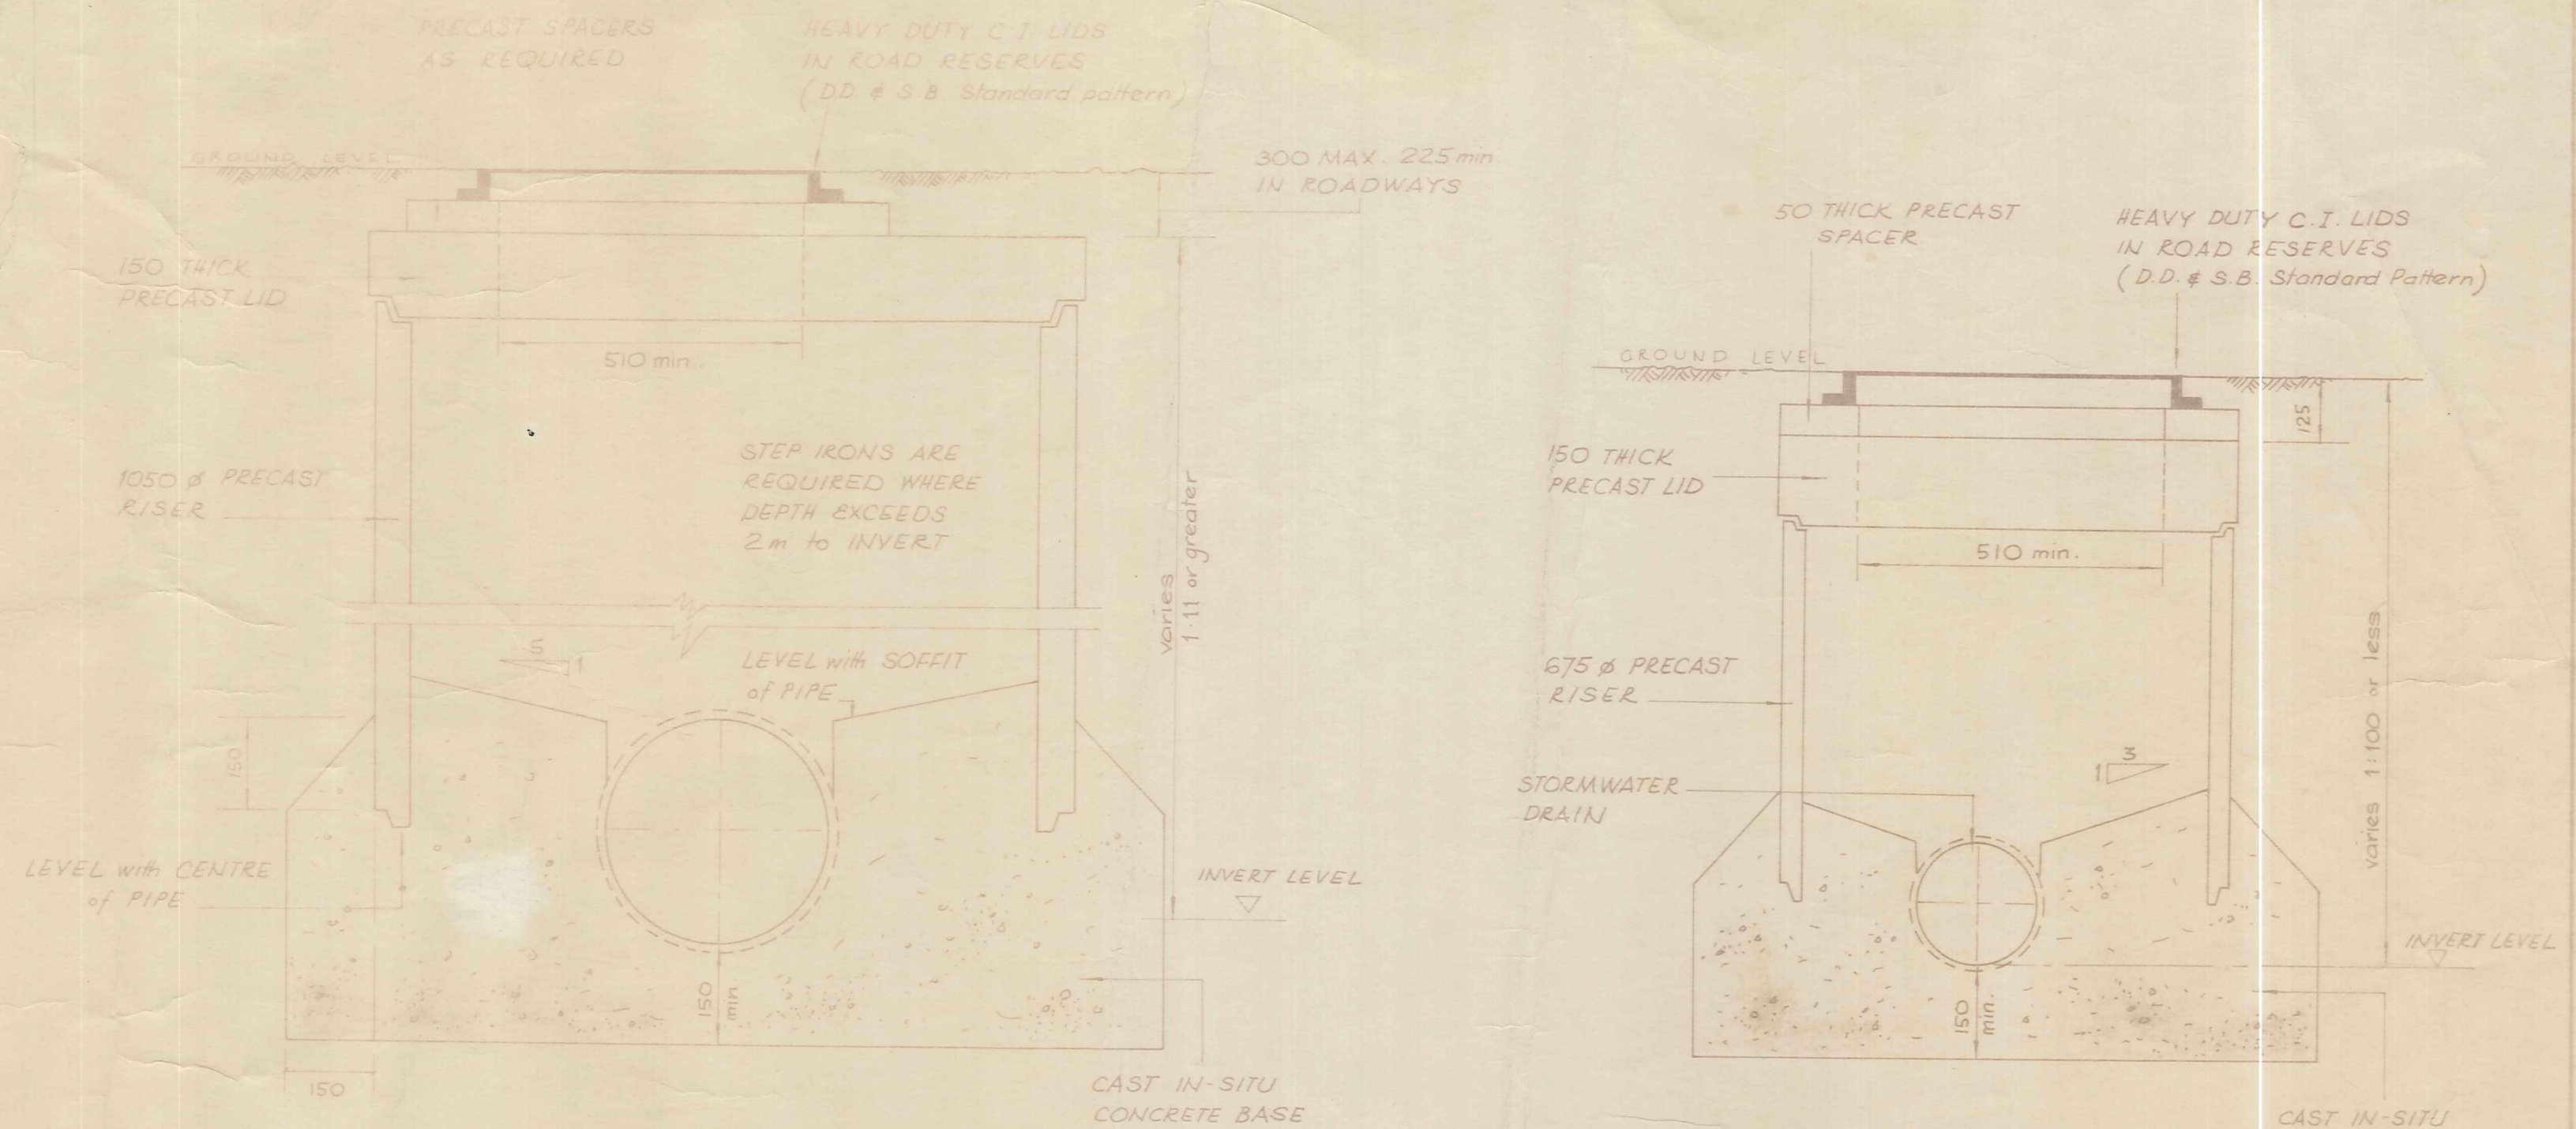 PRECAST SPACERS
AS REQUIRED
HEAVY DUTY C.I. LIDS
IN ROAD RESERVES
(D.D. & S.B. Standard pattern)
GROUND LEVEL
300 MAX. 225 min.
IN ROADWAYS
150 THICK
PRECAST LID
510 min.
1050 ø PRECAST
RISER
STEP IRONS ARE
REQUIRED WHERE
DEPTH EXCEEDS
2m to INVERT
varies
1·11 or greater
5
1
LEVEL with SOFFIT
of PIPE
150
LEVEL with CENTRE
of PIPE
INVERT LEVEL
150
min.
150
CAST IN-SITU
CONCRETE BASE
50 THICK PRECAST
SPACER
HEAVY DUTY C.I. LIDS
IN ROAD RESERVES
(D.D. & S.B. Standard Pattern)
GROUND LEVEL
125
150 THICK
PRECAST LID
510 min.
675 ø PRECAST
RISER
varies 1:100 or less
3
1
STORMWATER
DRAIN
INVERT LEVEL
150
min.
CAST IN-SITU